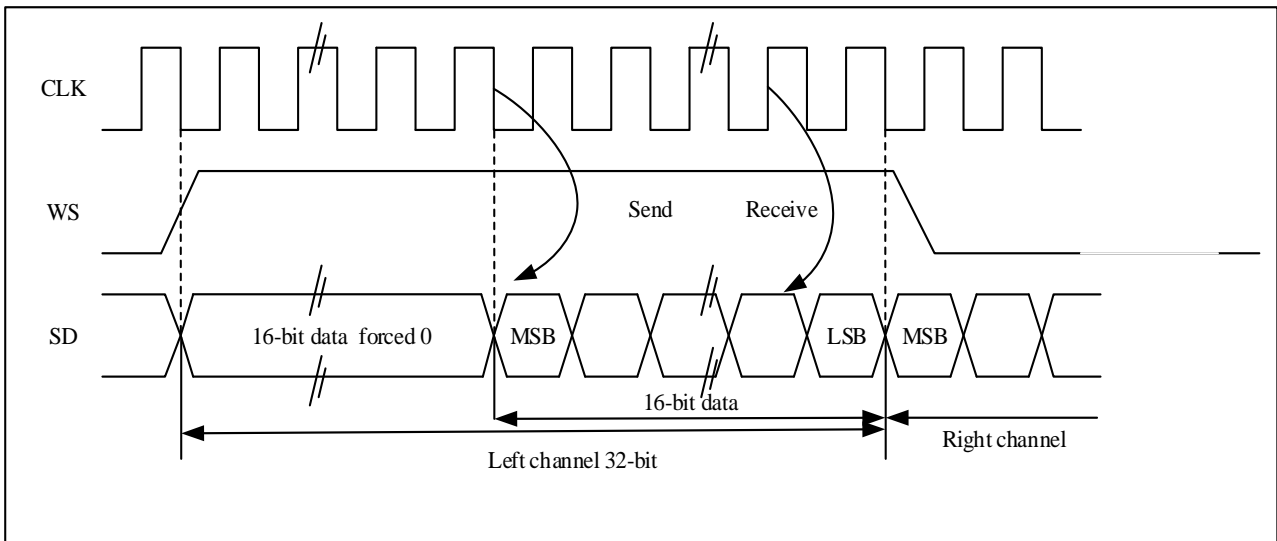 CLK
WS
Send Receive
SD
16-bit data forced 0
MSB
LSB
MSB
16-bit data
Right channel
Left channel 32-bit